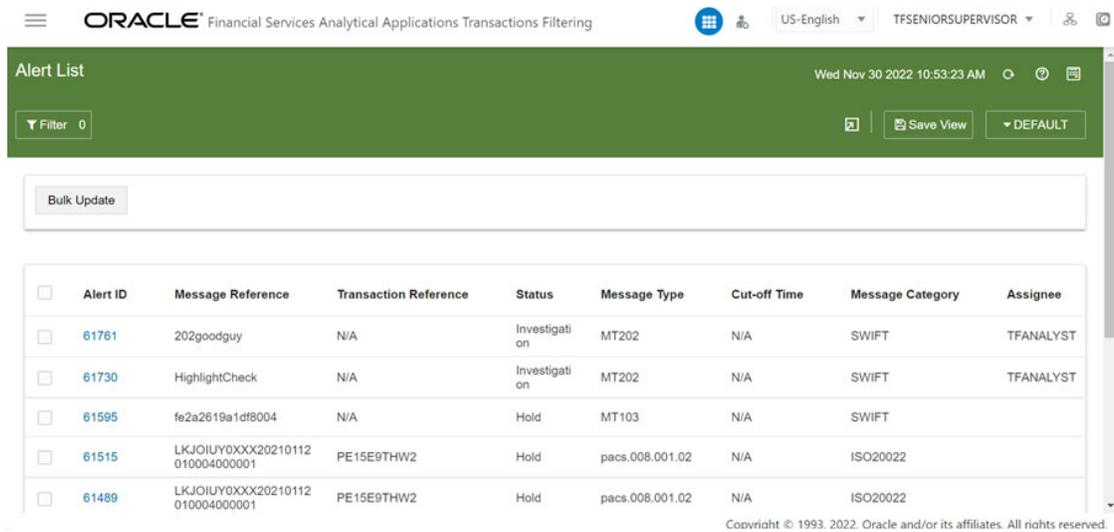 ORACLE Financial Services Analytical Applications Transactions Filtering US-English TFSENIORSUPERVISOR
Alert List Wed Nov 30 2022 10:53:23 AM
Filter 0 Save View DEFAULT
Bulk Update
Alert ID Message Reference Transaction Reference Status Message Type Cut-off Time Message Category Assignee
61761 202goodguy N/A Investigati MT202 N/A SWIFT TFANALYST
on
61730 HighlightCheck N/A Investigati MT202 N/A SWIFT TFANALYST
on
61595 fe2a2619a1df8004 N/A Hold MT103 N/A SWIFT
61515 LKJOIUY0XXX20210112 PE15E9THW2 Hold pacs.008.001.02 N/A ISO20022
010004000001
61489 LKJOIUY0XXX20210112 PE15E9THW2 Hold pacs.008.001.02 N/A ISO20022
010004000001
Copyright © 1993, 2022, Oracle and/or its affiliates. All rights reserved.